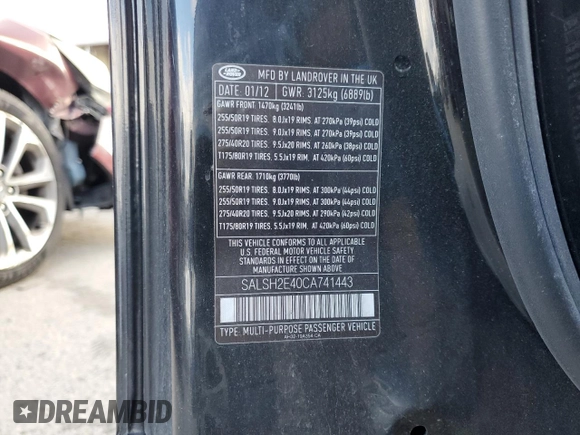 LAND ROVER
MFD BY LANDROVER IN THE UK
DATE: 01/12 GWR. 3125kg (6889lb)
GAWR FRONT. 1470kg (3241lb)
255/50R19 TIRES. 8.0Jx19 RIMS. AT 270kPa (39psi) COLD
255/50R19 TIRES. 9.0Jx19 RIMS. AT 270kPa (39psi) COLD
275/40R20 TIRES. 9.5Jx20 RIMS. AT 260kPa (38psi) COLD
T175/80R19 TIRES. 5.5Jx19 RIM. AT 420kPa (60psi) COLD
GAWR REAR. 1710kg (3770lb)
255/50R19 TIRES. 8.0Jx19 RIMS. AT 300kPa (44psi) COLD
255/50R19 TIRES. 9.0Jx19 RIMS. AT 300kPa (44psi) COLD
275/40R20 TIRES. 9.5Jx20 RIMS. AT 290kPa (42psi) COLD
T175/80R19 TIRES. 5.5Jx19 RIM. AT 420kPa (60psi) COLD
THIS VEHICLE CONFORMS TO ALL APPLICABLE
U.S. FEDERAL MOTOR VEHICLE SAFETY
STANDARDS IN EFFECT ON THE DATE OF
MANUFACTURE SHOWN ABOVE
SALSH2E40CA741443
TYPE: MULTI-PURPOSE PASSENGER VEHICLE
DREAMBID